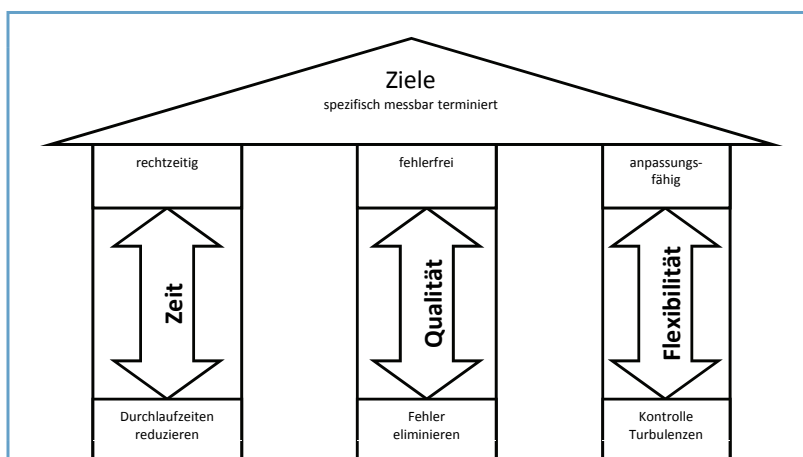 Ziele
spezifisch messbar terminiert
rechtzeitig
fehlerfrei
anpassungs-
fähig
Zeit
Qualität
Flexibilität
Durchlaufzeiten
reduzieren
Fehler
eliminieren
Kontrolle
Turbulenzen